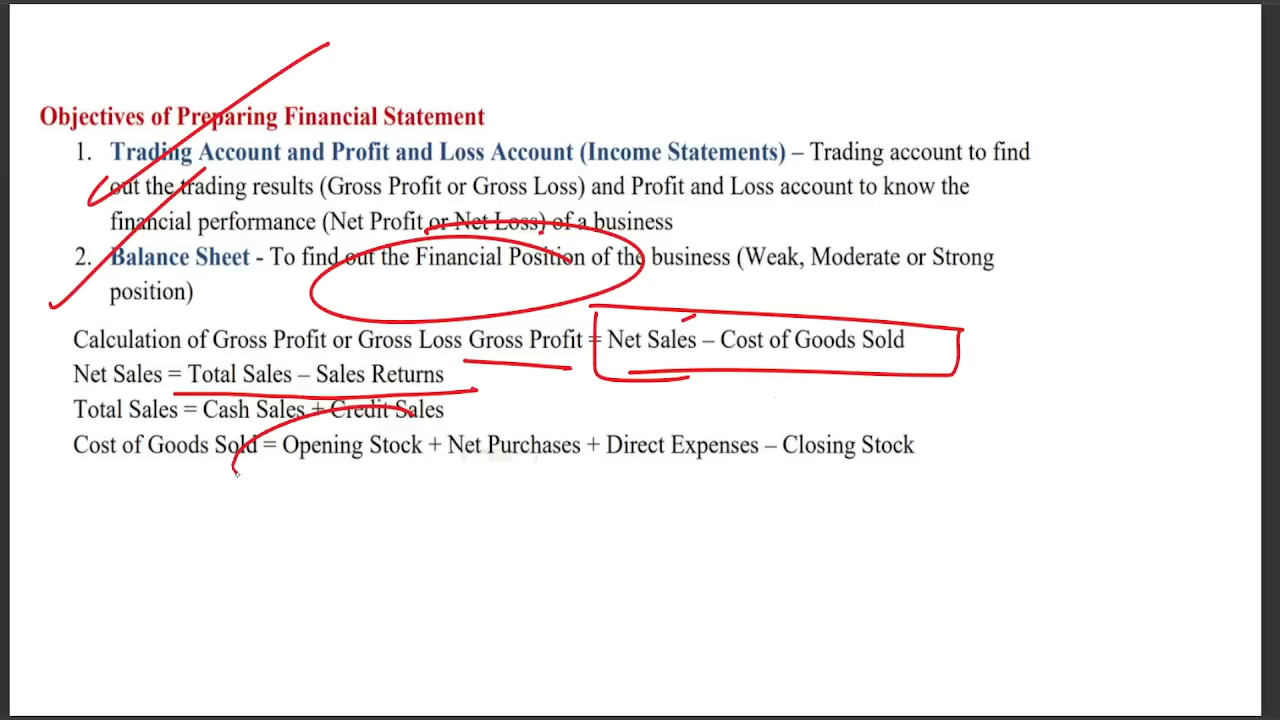 Objectives of Preparing Financial Statement
1. Trading Account and Profit and Loss Account (Income Statements) – Trading account to find
out the trading results (Gross Profit or Gross Loss) and Profit and Loss account to know the
financial performance (Net Profit or Net Loss) of a business
2. Balance Sheet - To find out the Financial Position of the business (Weak, Moderate or Strong
position)
Calculation of Gross Profit or Gross Loss Gross Profit = Net Sales – Cost of Goods Sold
Net Sales = Total Sales – Sales Returns
Total Sales = Cash Sales + Credit Sales
Cost of Goods Sold = Opening Stock + Net Purchases + Direct Expenses – Closing Stock